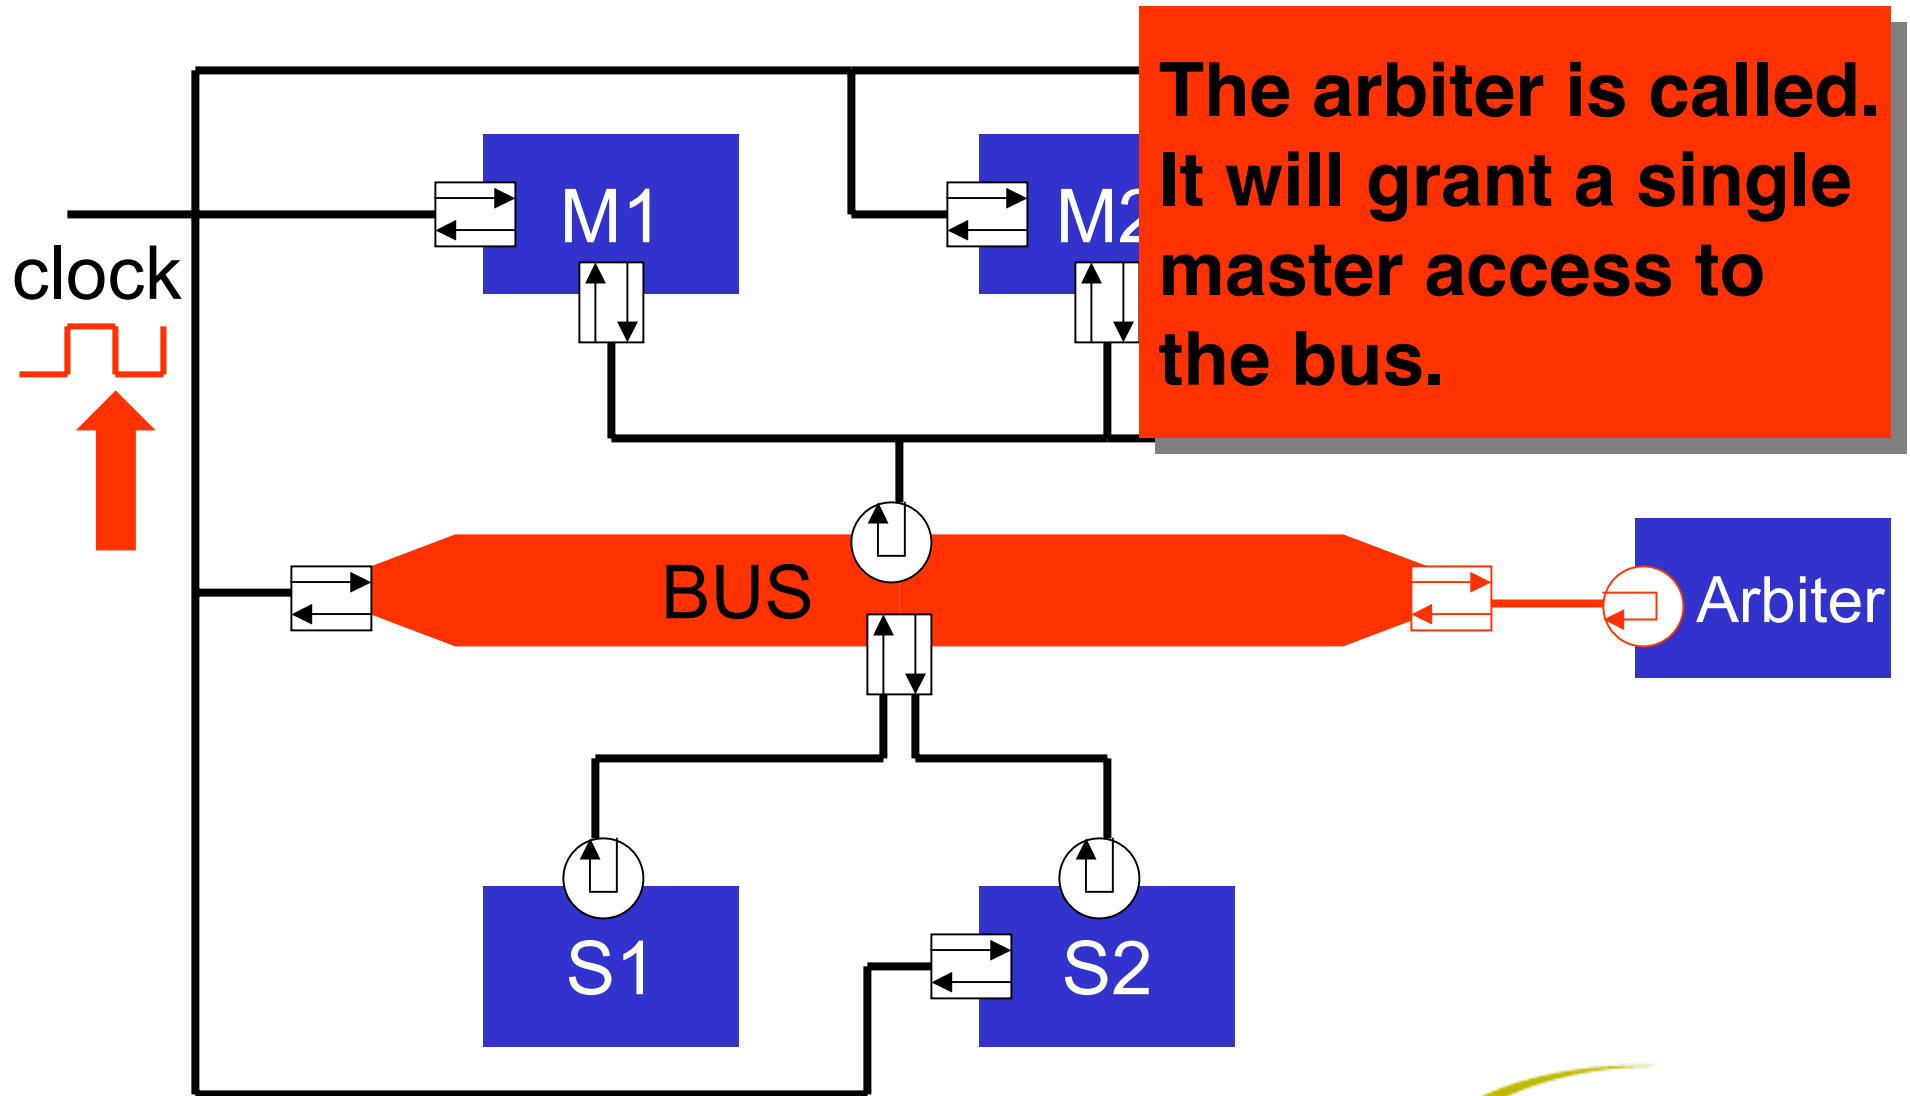 The arbiter is called.
It will grant a single
master access to
the bus.
M1
M2
clock
BUS
Arbiter
S1
S2